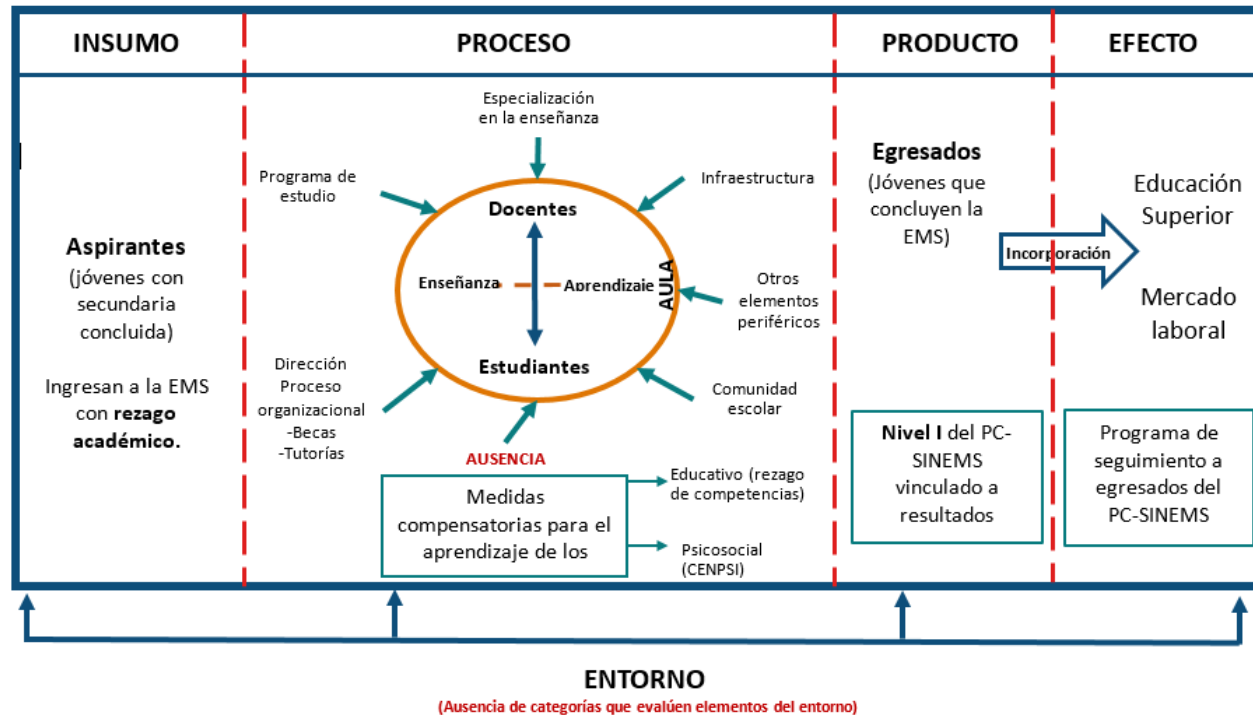 INSUMO
PROCESO
PRODUCTO
EFECTO
Aspirantes
(jóvenes con
secundaria
concluida)
Ingresan a la EMS
con rezago
académico.
Especialización
en la enseñanza
Programa de
estudio
Infraestructura
Docentes
Enseñanza
Aprendizaje
AULA
Estudiantes
Otros
elementos
periféricos
Dirección
Proceso
organizacional
-Becas
-Tutorías
Comunidad
escolar
AUSENCIA
Medidas
compensatorias para el
aprendizaje de los
Educativo (rezago
de competencias)
Psicosocial
(CENPSI)
Egresados
(Jóvenes que
concluyen la
EMS)
Incorporación
Nivel I del PC-
SINEMS
vinculado a
resultados
Educación
Superior
Mercado
laboral
Programa de
seguimiento a
egresados del
PC-SINEMS
ENTORNO
(Ausencia de categorías que evalúen elementos del entorno)